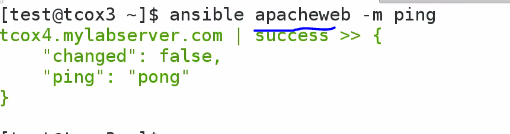 [test@tcox3 ~]$ ansible apacheweb -m ping
tcox4.mylabserver.com | success >> {
    "changed": false,
    "ping": "pong"
}